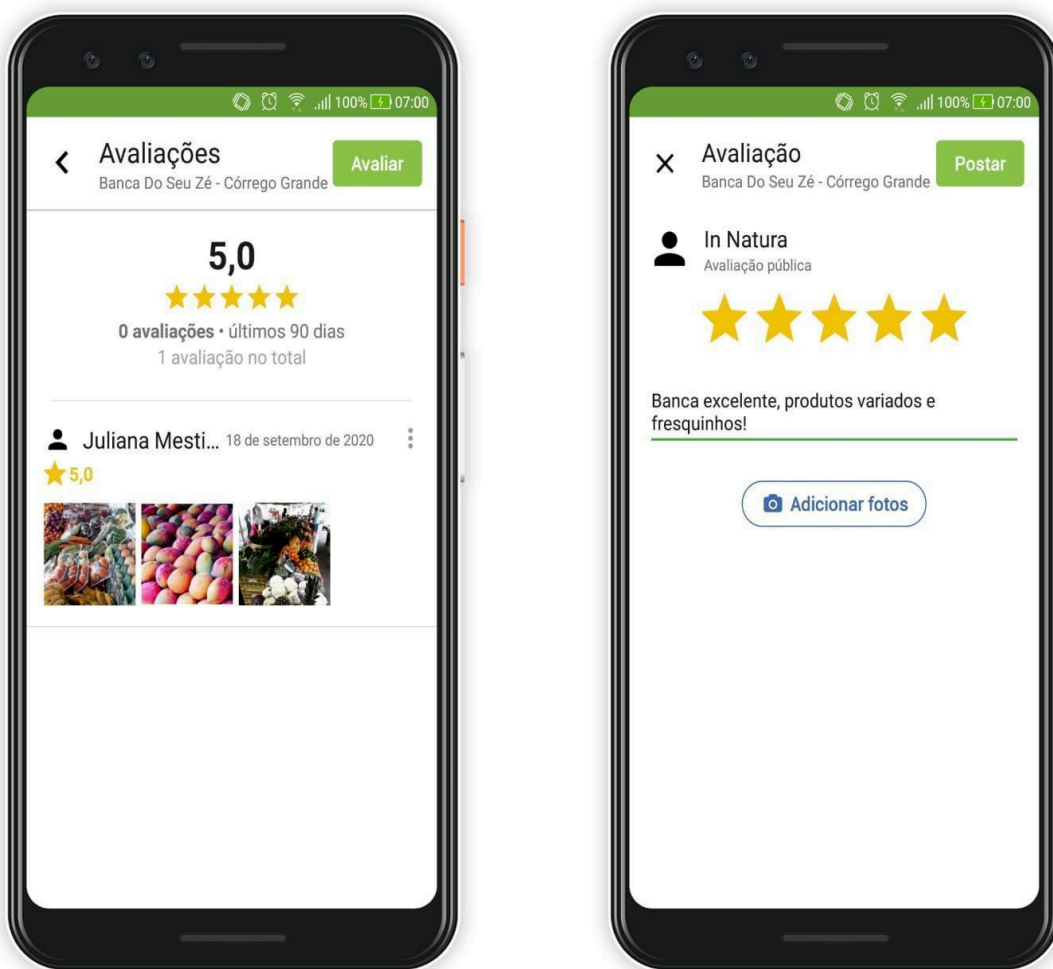 100% 07:00
Avaliações
Avaliar
Banca Do Seu Zé - Córrego Grande
5,0
0 avaliações • últimos 90 dias
1 avaliação no total
Juliana Mesti... 18 de setembro de 2020
5,0
100% 07:00
Avaliação
Postar
Banca Do Seu Zé - Córrego Grande
In Natura
Avaliação pública
Banca excelente, produtos variados e
fresquinhos!
Adicionar fotos